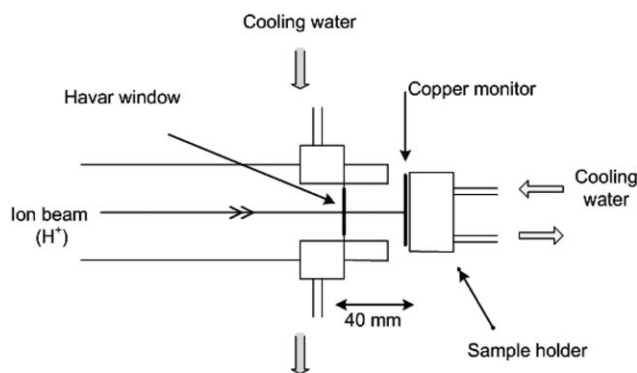 Cooling water
Havar window
Copper monitor
Cooling
water
Ion beam
(H+)
40 mm
Sample holder